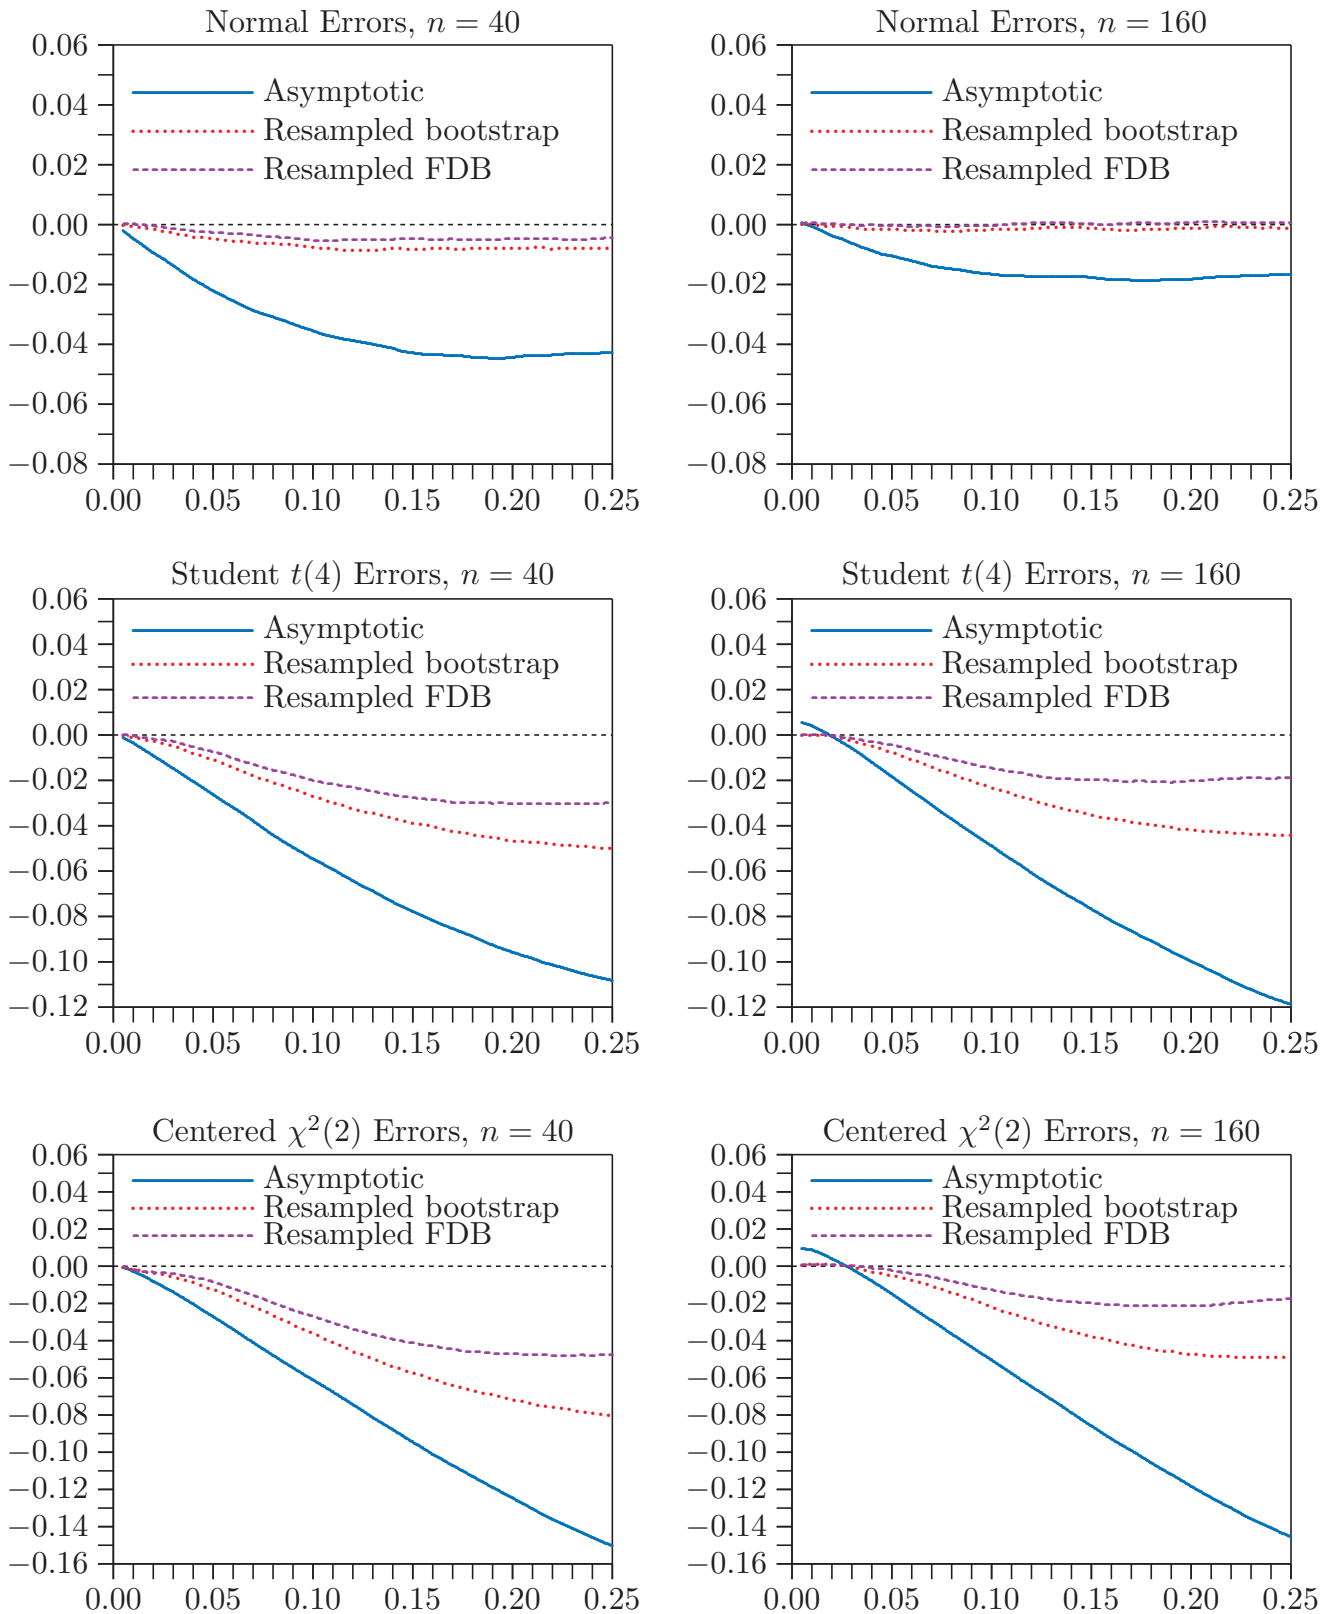 Normal Errors, n = 40
0.06
0.04
0.02
0.00
−0.02
−0.04
−0.06
−0.08
Asymptotic
Resampled bootstrap
Resampled FDB
0.00 0.05 0.10 0.15 0.20 0.25
Normal Errors, n = 160
0.06
0.04
0.02
0.00
−0.02
−0.04
−0.06
−0.08
Asymptotic
Resampled bootstrap
Resampled FDB
0.00 0.05 0.10 0.15 0.20 0.25
Student t(4) Errors, n = 40
0.06
0.04
0.02
0.00
−0.02
−0.04
−0.06
−0.08
−0.10
−0.12
Asymptotic
Resampled bootstrap
Resampled FDB
0.00 0.05 0.10 0.15 0.20 0.25
Student t(4) Errors, n = 160
0.06
0.04
0.02
0.00
−0.02
−0.04
−0.06
−0.08
−0.10
−0.12
Asymptotic
Resampled bootstrap
Resampled FDB
0.00 0.05 0.10 0.15 0.20 0.25
Centered χ²(2) Errors, n = 40
0.06
0.04
0.02
0.00
−0.02
−0.04
−0.06
−0.08
−0.10
−0.12
−0.14
−0.16
Asymptotic
Resampled bootstrap
Resampled FDB
0.00 0.05 0.10 0.15 0.20 0.25
Centered χ²(2) Errors, n = 160
0.06
0.04
0.02
0.00
−0.02
−0.04
−0.06
−0.08
−0.10
−0.12
−0.14
−0.16
Asymptotic
Resampled bootstrap
Resampled FDB
0.00 0.05 0.10 0.15 0.20 0.25